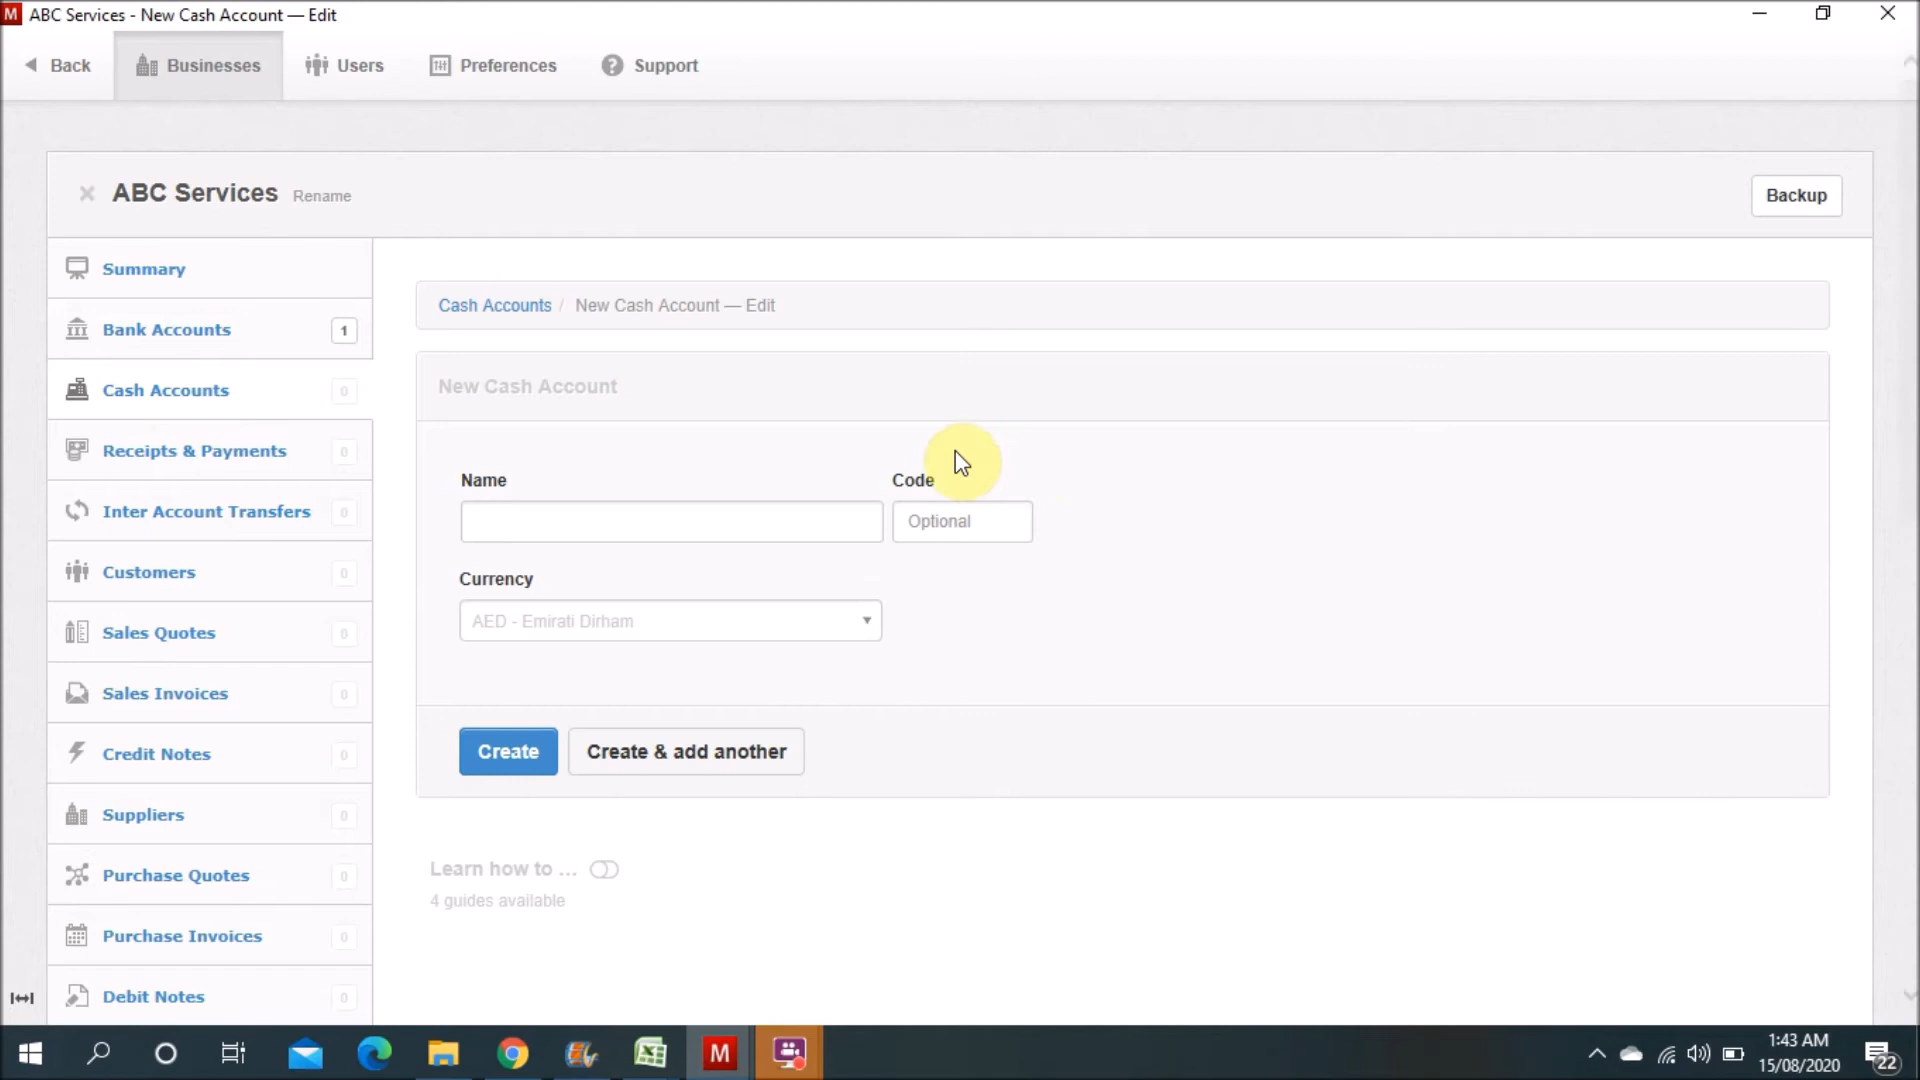 M ABC Services - New Cash Account — Edit
Back Businesses Users Preferences ? Support
ABC Services Rename Backup
Summary
Bank Accounts 1
Cash Accounts 0
Receipts & Payments 0
Inter Account Transfers 0
Customers 0
Sales Quotes 0
Sales Invoices 0
Credit Notes 0
Suppliers 0
Purchase Quotes 0
Purchase Invoices 0
Debit Notes 0
Cash Accounts / New Cash Account — Edit
New Cash Account
Name Code
Optional
Currency
AED - Emirati Dirham
Create Create & add another
Learn how to ...
4 guides available
M
1:43 AM
15/08/2020
22